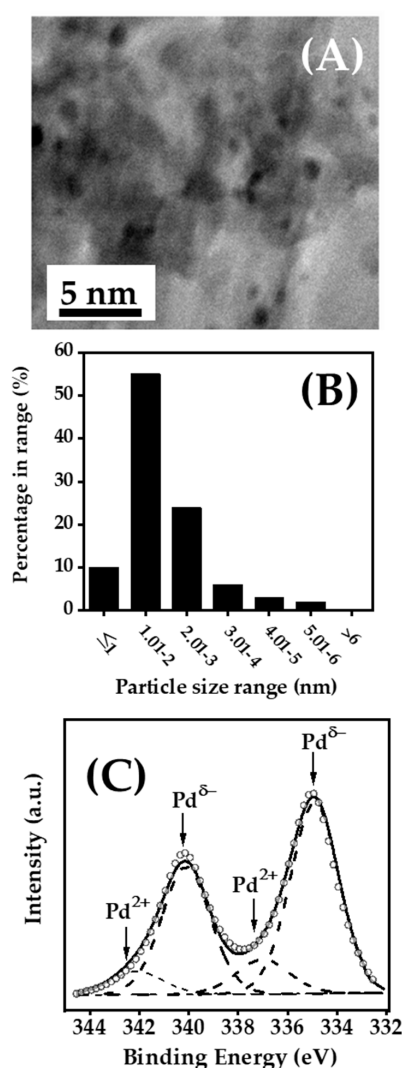 (A)
5 nm
(B)
Percentage in range (%)
60
50
40
30
20
10
0
≤1
1.01-2
2.01-3
3.01-4
4.01-5
5.01-6
>6
Particle size range (nm)
(C)
Pd^δ−
Pd^δ−
Pd^2+
Pd^2+
Intensity (a.u.)
344 342 340 338 336 334 332
Binding Energy (eV)